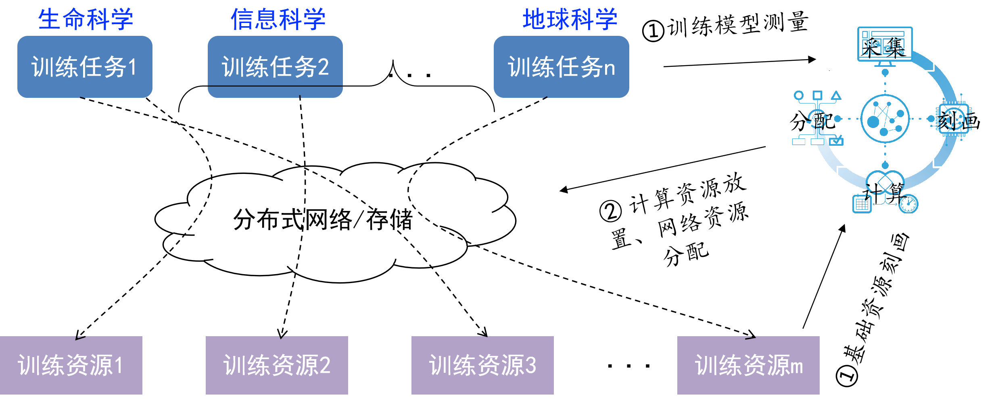 生命科学
信息科学
地球科学
训练任务1
训练任务2
. . .
训练任务n
①训练模型测量
采集
分配
刻画
计算
②计算资源放
置、网络资源
分配
分布式网络/存储
①基础资源刻画
训练资源1
训练资源2
训练资源3
. . .
训练资源m